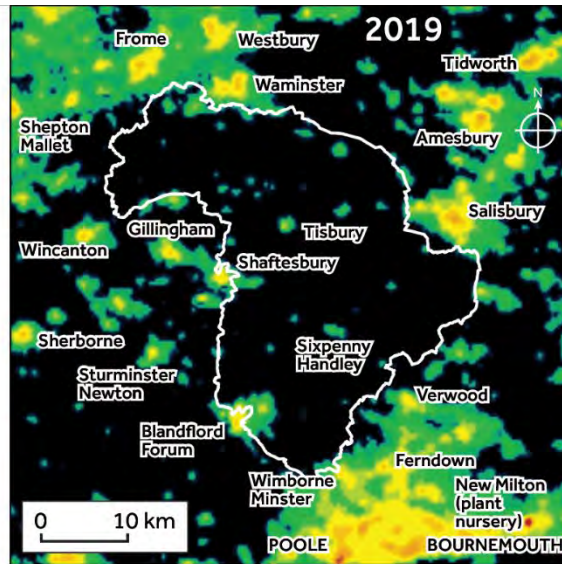 2019
Frome
Westbury
Tidworth
Waminster
N
Shepton
Mallet
Amesbury
Salisbury
Gillingham
Tisbury
Wincanton
Shaftesbury
Sherborne
Sixpenny
Handley
Sturminster
Newton
Verwood
Blandflord
Forum
Ferndown
Wimborne
Minster
New Milton
(plant
nursery)
0 10 km
POOLE
BOURNEMOUTH